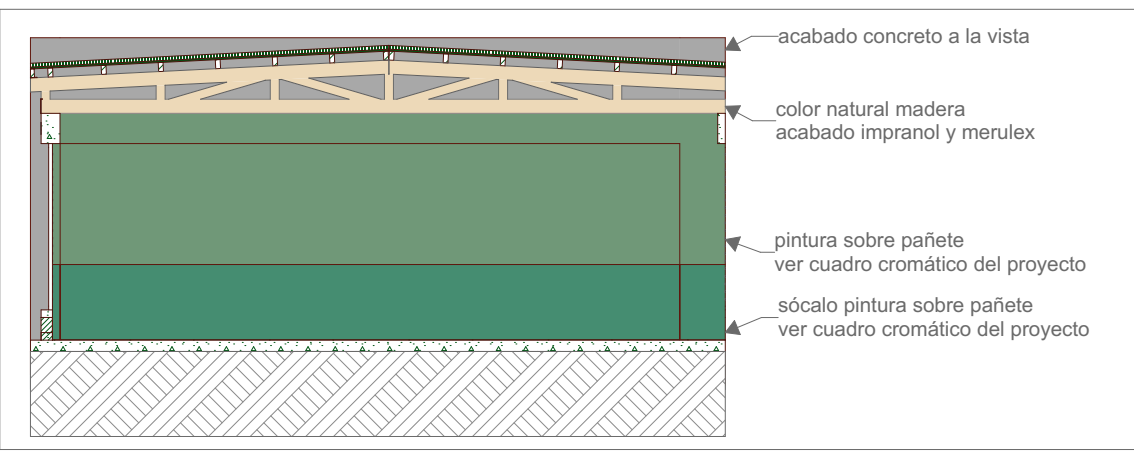 acabado concreto a la vista
color natural madera
acabado impranol y merulex
pintura sobre pañete
ver cuadro cromático del proyecto
sócalo pintura sobre pañete
ver cuadro cromático del proyecto